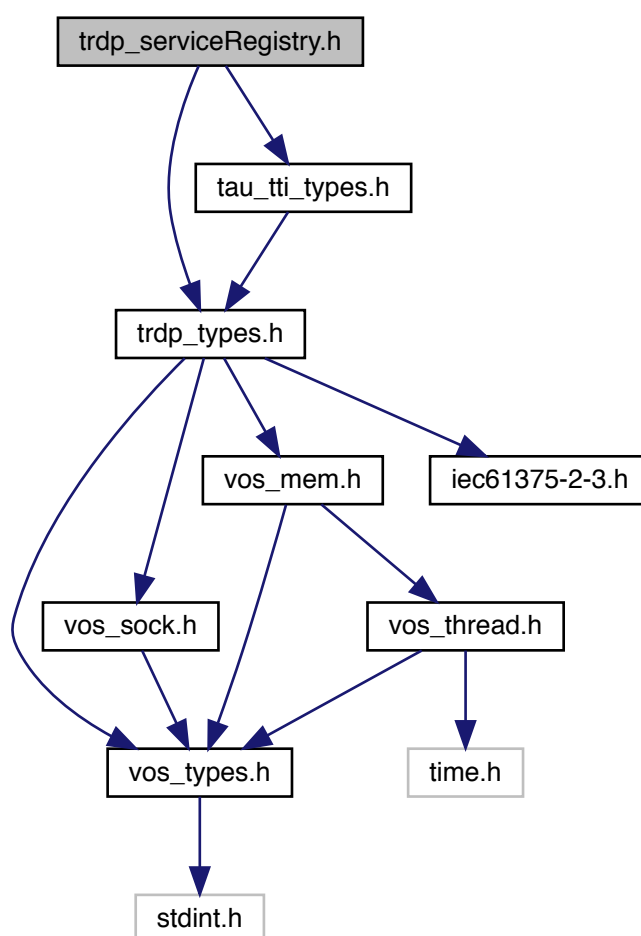 trdp_serviceRegistry.h
tau_tti_types.h
trdp_types.h
vos_mem.h
iec61375-2-3.h
vos_sock.h
vos_thread.h
vos_types.h
time.h
stdint.h